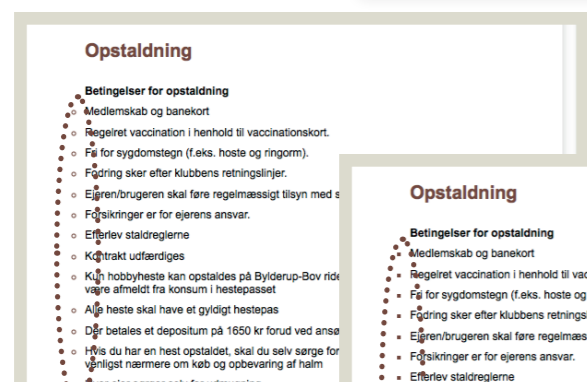 Opstaldning
Betingelser for opstaldning
Medlemskab og banekort
Regelret vaccination i henhold til vaccinationskort.
Fri for sygdomstegn (f.eks. hoste og ringorm).
Fodring sker efter klubbens retningslinjer.
Ejeren/brugeren skal føre regelmæssigt tilsyn med s
Forsikringer er for ejerens ansvar.
Efterlev staldreglerne
Kontrakt udfærdiges
Kun hobbyheste kan opstaldes på Bylderup-Bov ride
være afmeldt fra konsum i hestepasset
Alle heste skal have et gyldigt hestepas
Der betales et depositum på 1650 kr forud ved ansø
Hvis du har en hest opstaldet, skal du selv sørge for
venligst nærmere om køb og opbevaring af halm
Opstaldning
Betingelser for opstaldning
Medlemskab og banekort
Regelret vaccination i henhold til vac
Fri for sygdomstegn (f.eks. hoste og
Fodring sker efter klubbens retningsl
Ejeren/brugeren skal føre regelmæs
Forsikringer er for ejerens ansvar.
Efterlev staldreglerne